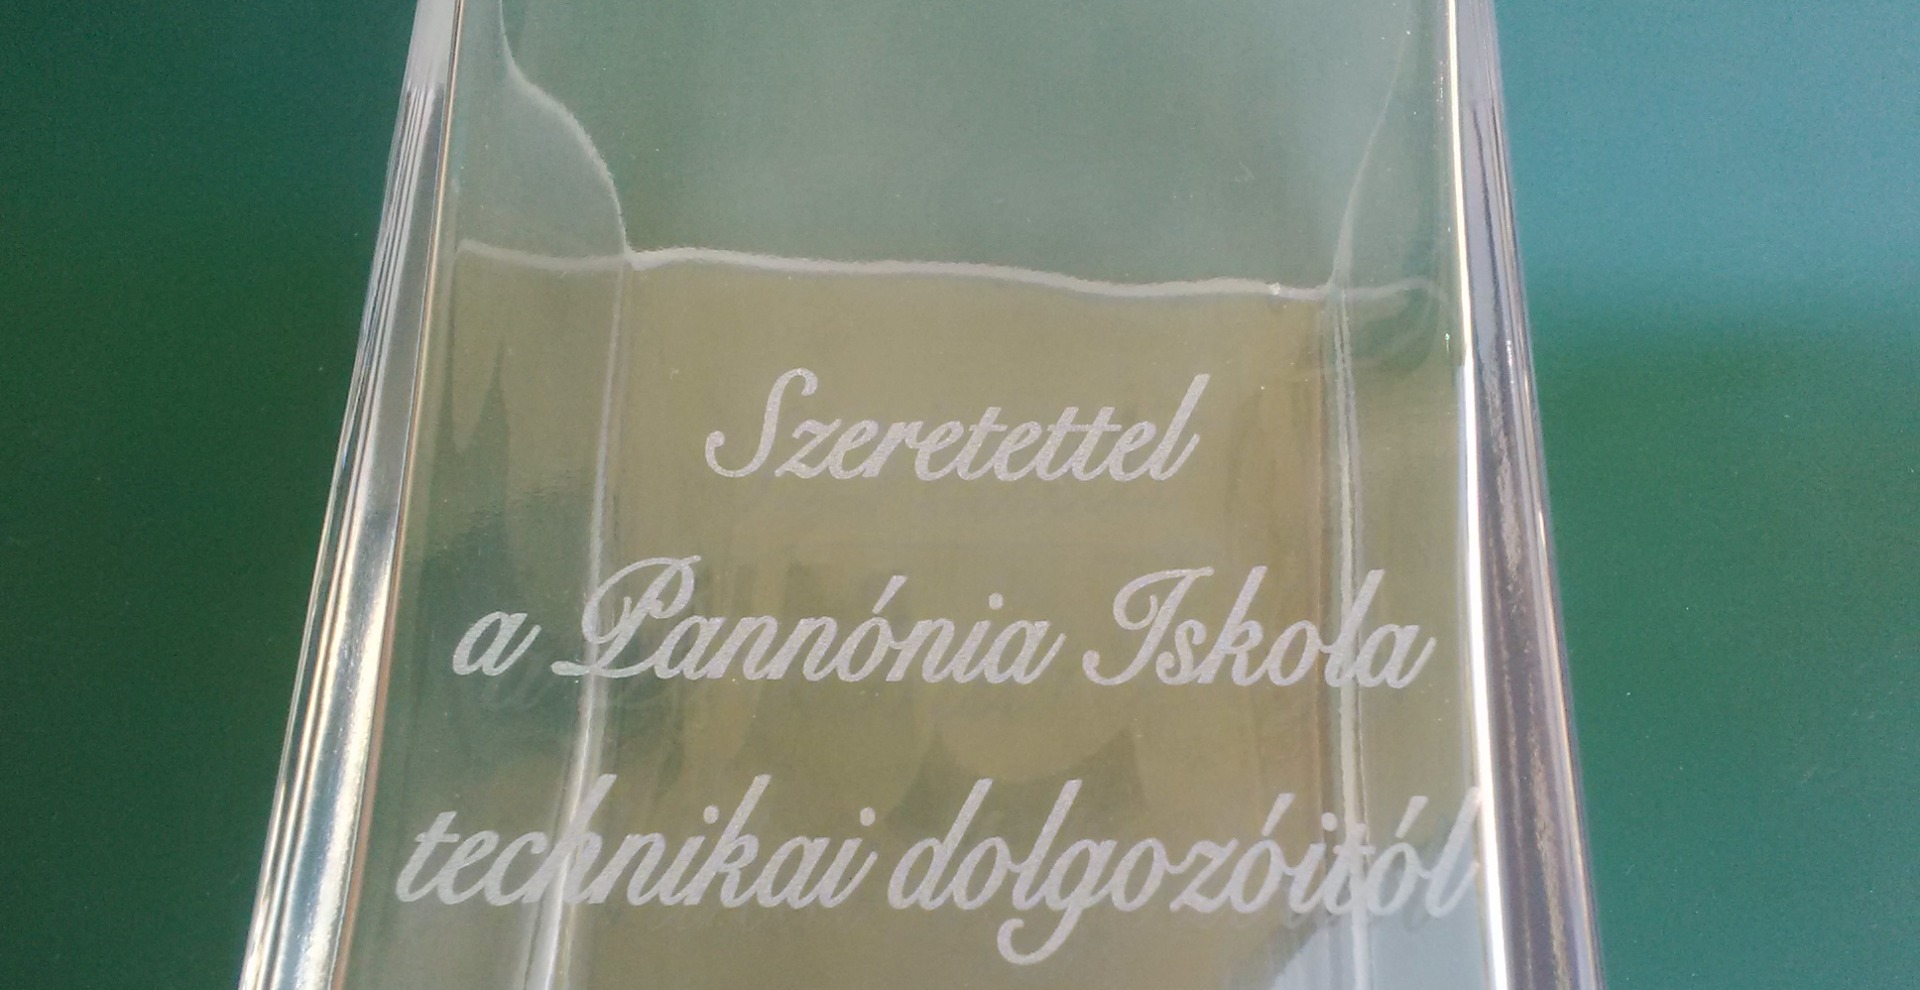 Szeretettel
a Pannónia Iskola
technikai dolgozóitól